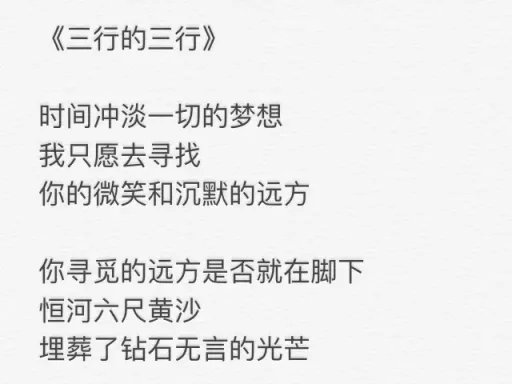 《三行的三行》
时间冲淡一切的梦想
我只愿去寻找
你的微笑和沉默的远方
你寻觅的远方是否就在脚下
恒河六尺黄沙
埋葬了钻石无言的光芒